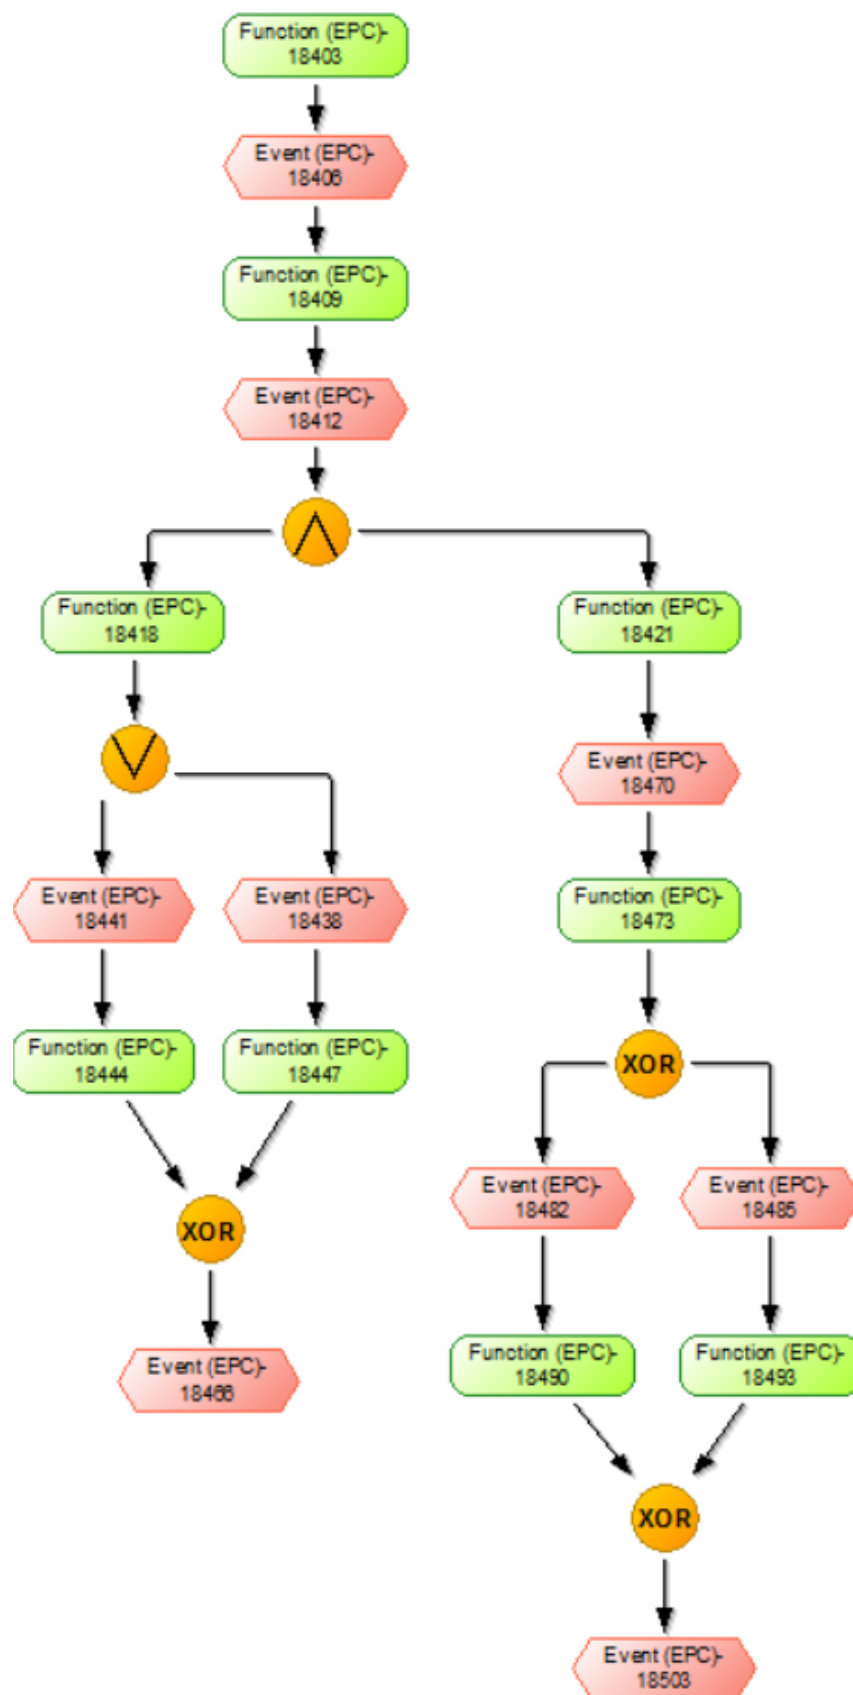 Function (EPC)-
18403
Event (EPC)-
18406
Function (EPC)-
18409
Event (EPC)-
18412
Function (EPC)-
18418
Function (EPC)-
18421
Event (EPC)-
18470
Event (EPC)-
18441
Event (EPC)-
18438
Function (EPC)-
18473
Function (EPC)-
18444
Function (EPC)-
18447
XOR
Event (EPC)-
18482
Event (EPC)-
18485
XOR
Event (EPC)-
18466
Function (EPC)-
18490
Function (EPC)-
18493
XOR
Event (EPC)-
18503